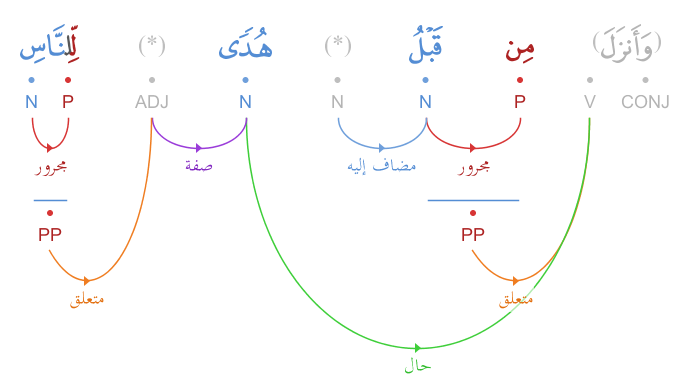 (وَأَنزَلَ) مِن قَبْلُ (*) هُدًى (*) لِّلنَّاسِ
CONJ V P N N N ADJ P N
مجرور مضاف إليه صفة مجرور
PP PP
متعلق متعلق
حال